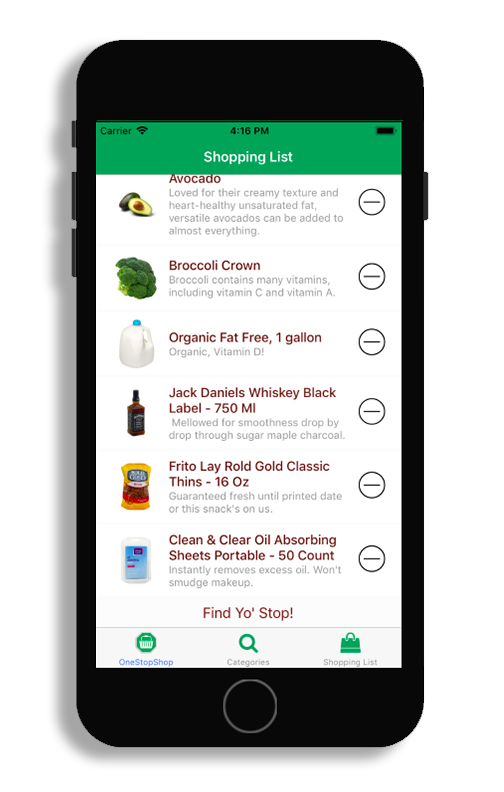 Carrier 4:16 PM
Shopping List
Avocado
Loved for their creamy texture and
heart-healthy unsaturated fat,
versatile avocados can be added to
almost everything.
Broccoli Crown
Broccoli contains many vitamins,
including vitamin C and vitamin A.
Organic Fat Free, 1 gallon
Organic, Vitamin D!
Jack Daniels Whiskey Black
Label - 750 Ml
Mellowed for smoothness drop by
drop through sugar maple charcoal.
Frito Lay Rold Gold Classic
Thins - 16 Oz
Guaranteed fresh until printed date
or this snack's on us.
Clean & Clear Oil Absorbing
Sheets Portable - 50 Count
Instantly removes excess oil. Won't
smudge makeup.
Find Yo' Stop!
OneStopShop Categories Shopping List